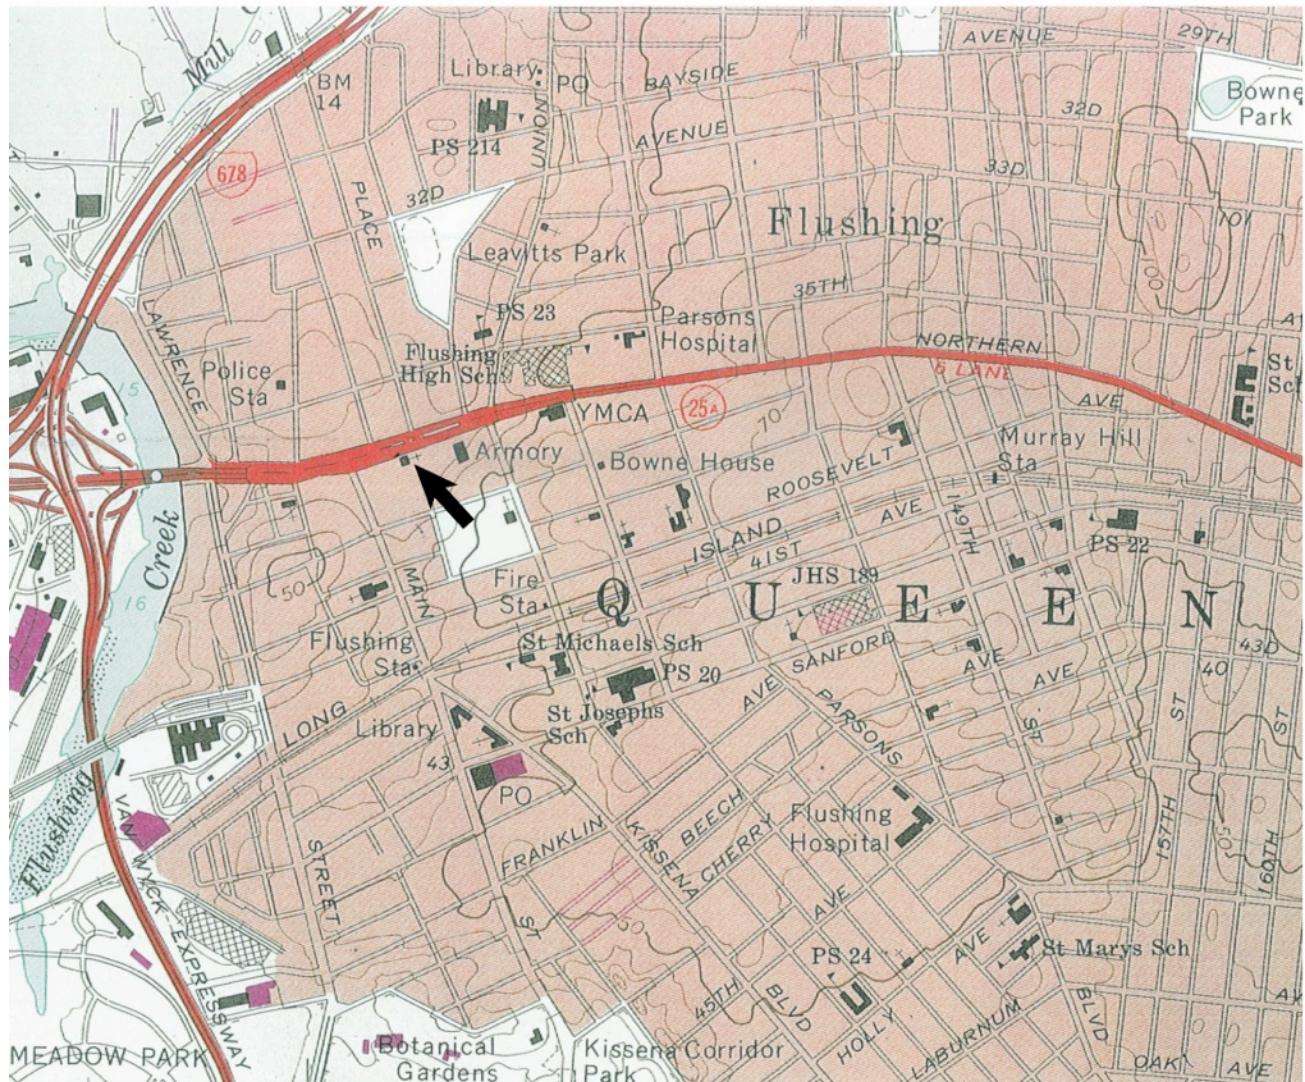 AVENUE
29TH
Mill
BM
14
Library
PO
BAYSIDE
Bowne
Park
UNION
32D
PS 214
AVENUE
678
33D
PLACE
32D
Flushing
70
100
Leavitts Park
35TH
LAWRENCE
PS 23
Parsons
Hospital
NORTHERN
6 LANE
Flushing
High Sch
15
Police
Sta
St
Sch
YMCA
25A
70
AVE
Armory
Bowne House
Murray Hill
Sta
ROOSEVELT
AVE
149TH
ISLAND
41ST
PS 22
Creek
50
16
MAIN
Fire
Sta
JHS 189
QUEEN
Flushing
Sta
St Michaels Sch
SANFORD
AVE
43D
AVE
40
PS 20
AVE
PARSONS
LONG
Library
St Josephs
Sch
ST
ST
ST
43
PO
Flushing
VAN WYCK EXPRESSWAY
BEECH
CHERRY
Flushing
Hospital
157TH
50
160TH
FRANKLIN
KISSENA
STREET
AVE
ST
50
AVE
St Marys Sch
PS 24
45TH
BLVD
HOLLY
LABURNUM
BLVD
AV
MEADOW PARK
Botanical
Gardens
Kissena Corridor
Park
OAK
AVE